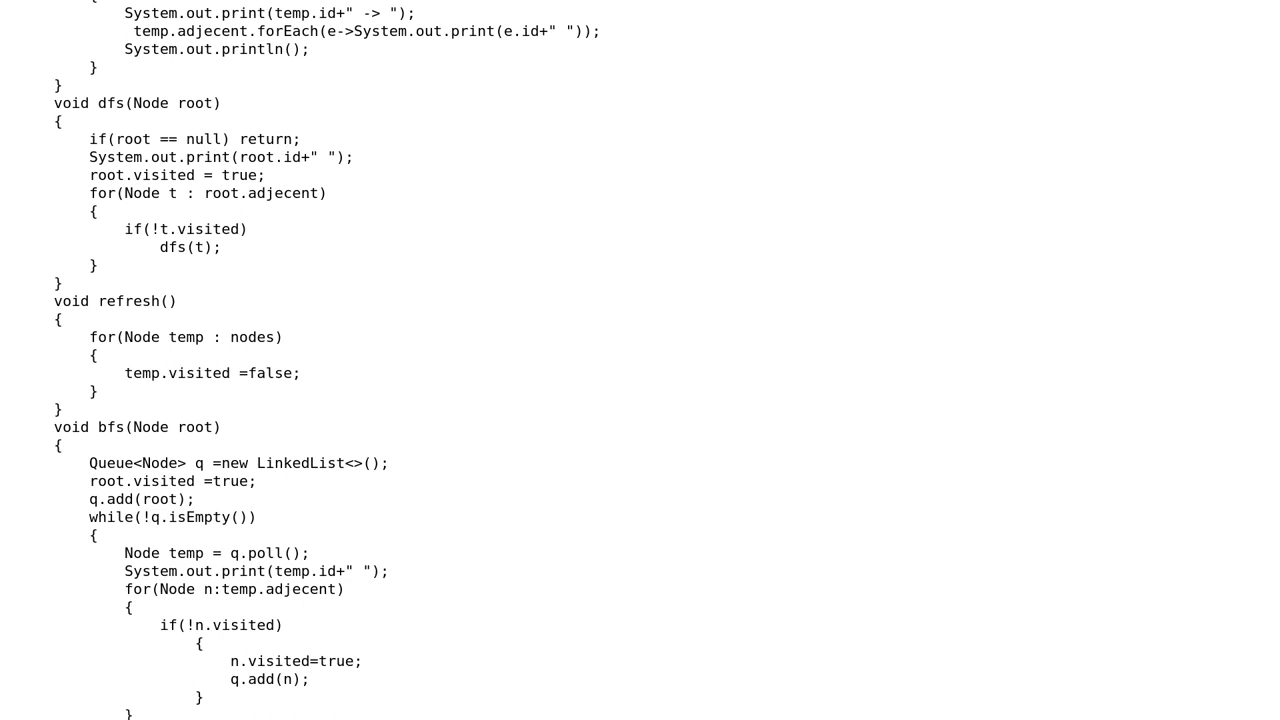 {
            System.out.print(temp.id+" -> ");
             temp.adjecent.forEach(e->System.out.print(e.id+" "));
            System.out.println();
        }
    }
    void dfs(Node root)
    {
        if(root == null) return;
        System.out.print(root.id+" ");
        root.visited = true;
        for(Node t : root.adjecent)
        {
            if(!t.visited)
                dfs(t);
        }
    }
    void refresh()
    {
        for(Node temp : nodes)
        {
            temp.visited =false;
        }
    }
    void bfs(Node root)
    {
        Queue<Node> q =new LinkedList<>();
        root.visited =true;
        q.add(root);
        while(!q.isEmpty())
        {
            Node temp = q.poll();
            System.out.print(temp.id+" ");
            for(Node n:temp.adjecent)
            {
                if(!n.visited)
                    {
                        n.visited=true;
                        q.add(n);
                    }
            }